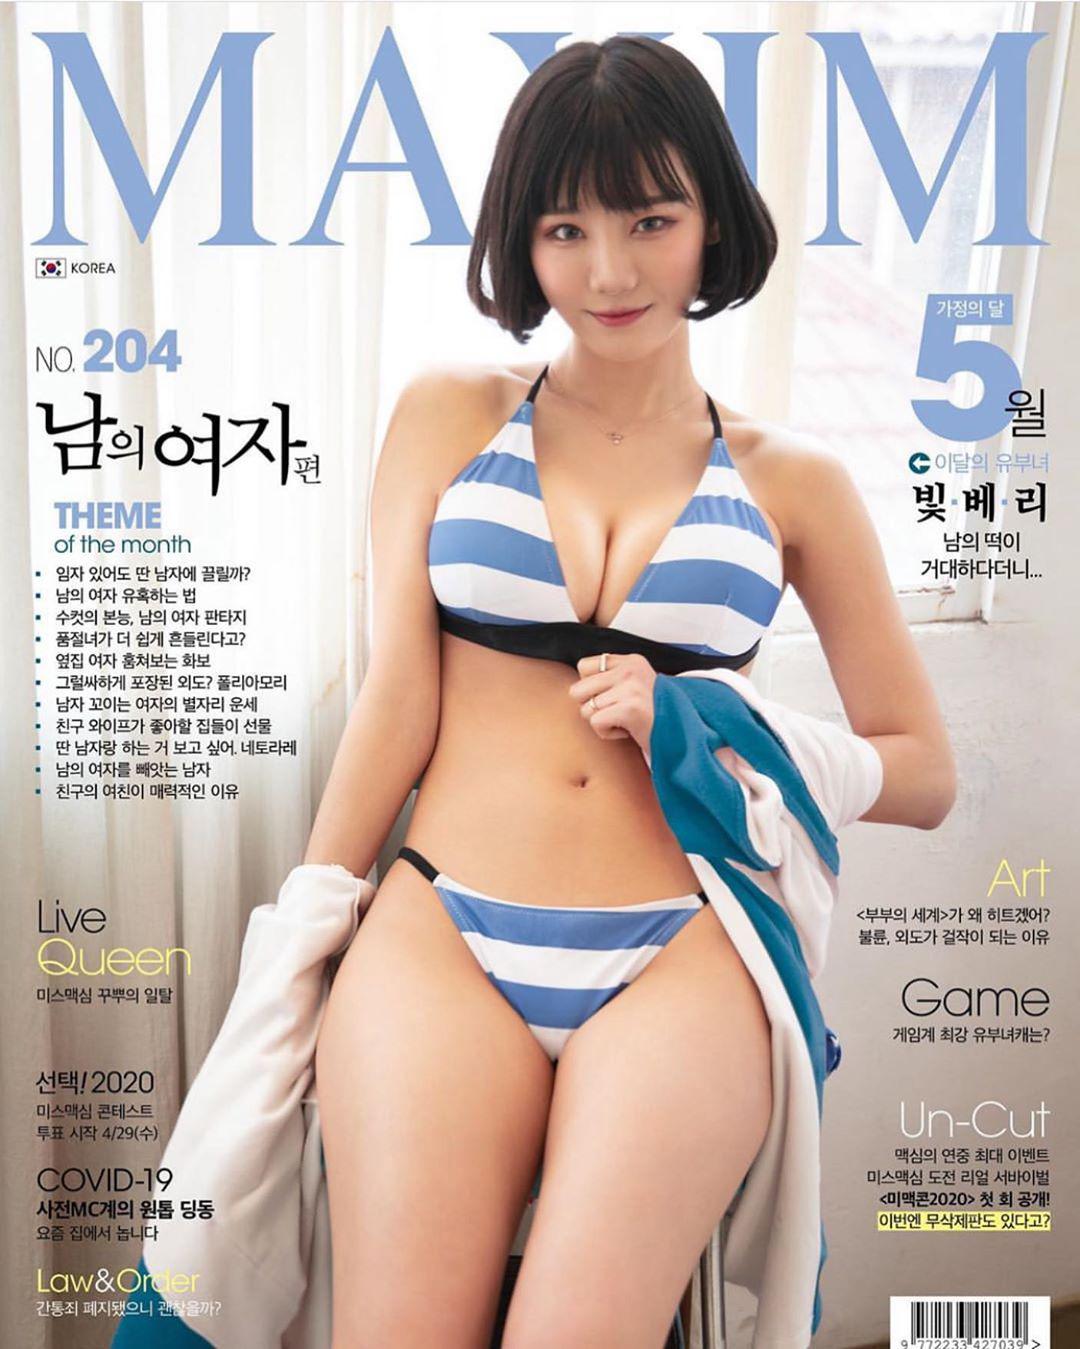 MAXIM
KOREA
NO. 204
남의 여자 편
THEME
of the month
임자 있어도 딴 남자에 끌릴까?
남의 여자 유혹하는 법
수컷의 본능, 남의 여자 판타지
품절녀가 더 쉽게 흔들린다고?
옆집 여자 훔쳐보는 화보
그럴싸하게 포장된 외도? 폴리아모리
남자 꼬이는 여자의 별자리 운세
친구 와이프가 좋아할 집들이 선물
딴 남자랑 하는 거 보고 싶어. 네토라레
남의 여자를 빼앗는 남자
친구의 여친이 매력적인 이유
Live
Queen
미스맥심 꾸뿌의 일탈
선택! 2020
미스맥심 콘테스트
투표 시작 4/29(수)
COVID-19
사전MC계의 원톱 딩동
요즘 집에서 놉니다
Law&Order
간통죄 폐지됐으니 괜찮을까?
가정의 달
5월
이달의 유부녀
빛·베·리
남의 떡이
거대하다더니...
Art
<부부의 세계>가 왜 히트겠어?
불륜, 외도가 걸작이 되는 이유
Game
게임계 최강 유부녀캐는?
Un-Cut
맥심의 연중 최대 이벤트
미스맥심 도전 리얼 서바이벌
<미맥콘2020> 첫 회 공개!
이번엔 무삭제판도 있다고?
9 772233 427039 >